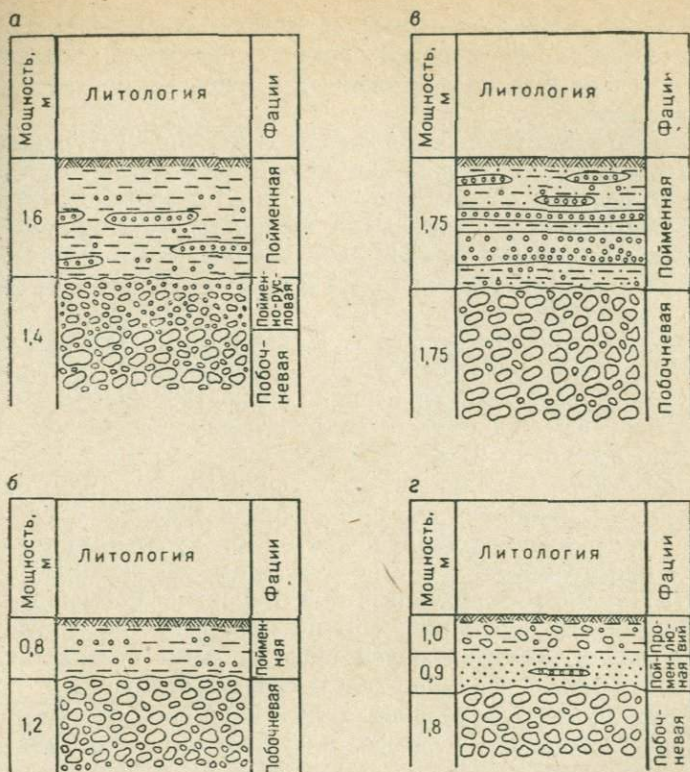 а
Мощность,
м
Литология
Фации
1,6
Пойменная
1,4
Поймен-
но-рус-
ловая
Побоч-
невая
в
Мощность,
м
Литология
Фации
1,75
Пойменная
1,75
Побочневая
б
Мощность,
м
Литология
Фации
0,8
Поймен-
ная
1,2
Побочневая
г
Мощность,
м
Литология
Фации
1,0
Про-
лю-
вий
0,9
Пой-
мен-
ная
1,8
Побоч-
невая